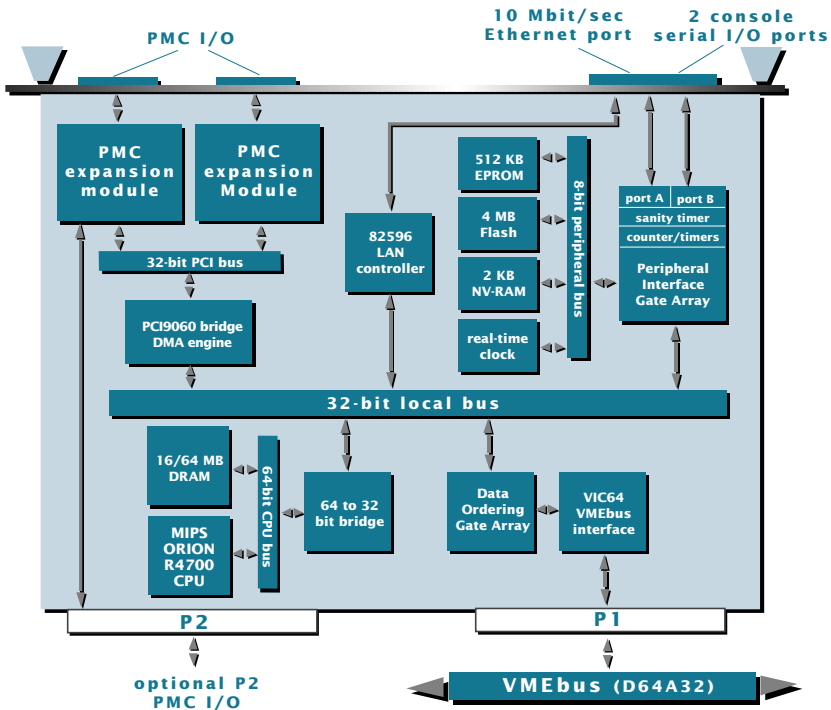 PMC I/O
10 Mbit/sec
Ethernet port
2 console
serial I/O ports
PMC
expansion
module
PMC
expansion
Module
32-bit PCI bus
PCI9060 bridge
DMA engine
82596
LAN
controller
512 KB
EPROM
4 MB
Flash
2 KB
NV-RAM
real-time
clock
8-bit peripheral bus
port A
port B
sanity timer
counter/timers
Peripheral
Interface
Gate Array
32-bit local bus
16/64 MB
DRAM
MIPS
ORION
R4700
CPU
64-bit CPU bus
64 to 32
bit bridge
Data
Ordering
Gate Array
VIC64
VMEbus
interface
P2
P1
optional P2
PMC I/O
VMEbus (D64A32)